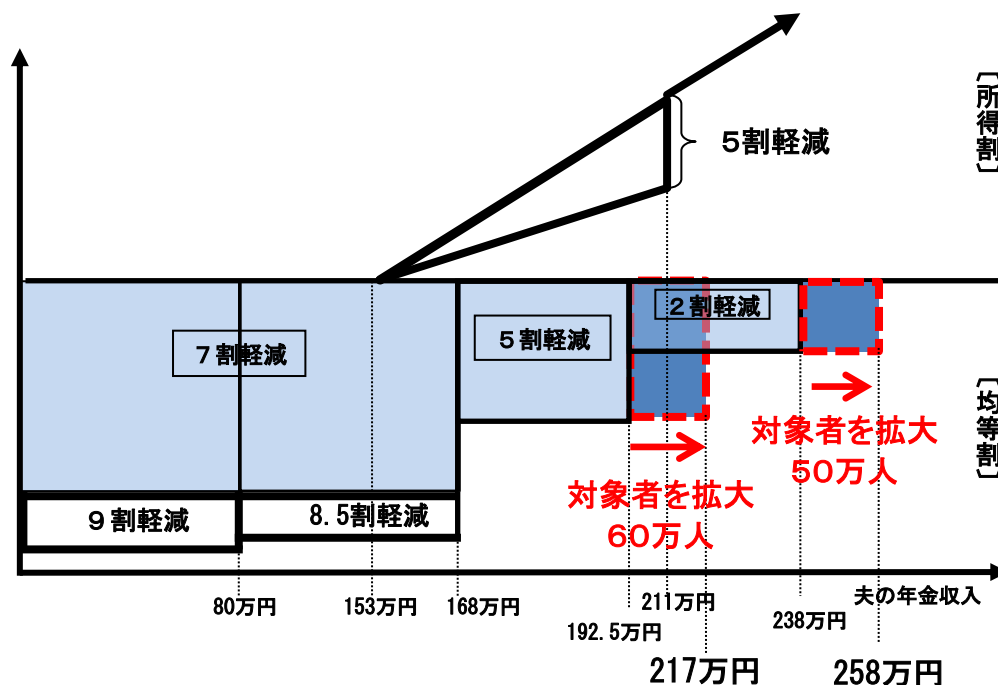 ［所得割］
５割軽減
７割軽減
５割軽減
２割軽減
［均等割］
対象者を拡大
５０万人
対象者を拡大
６０万人
９割軽減
8.5割軽減
80万円
153万円
168万円
192.5万円
211万円
217万円
238万円
258万円
夫の年金収入